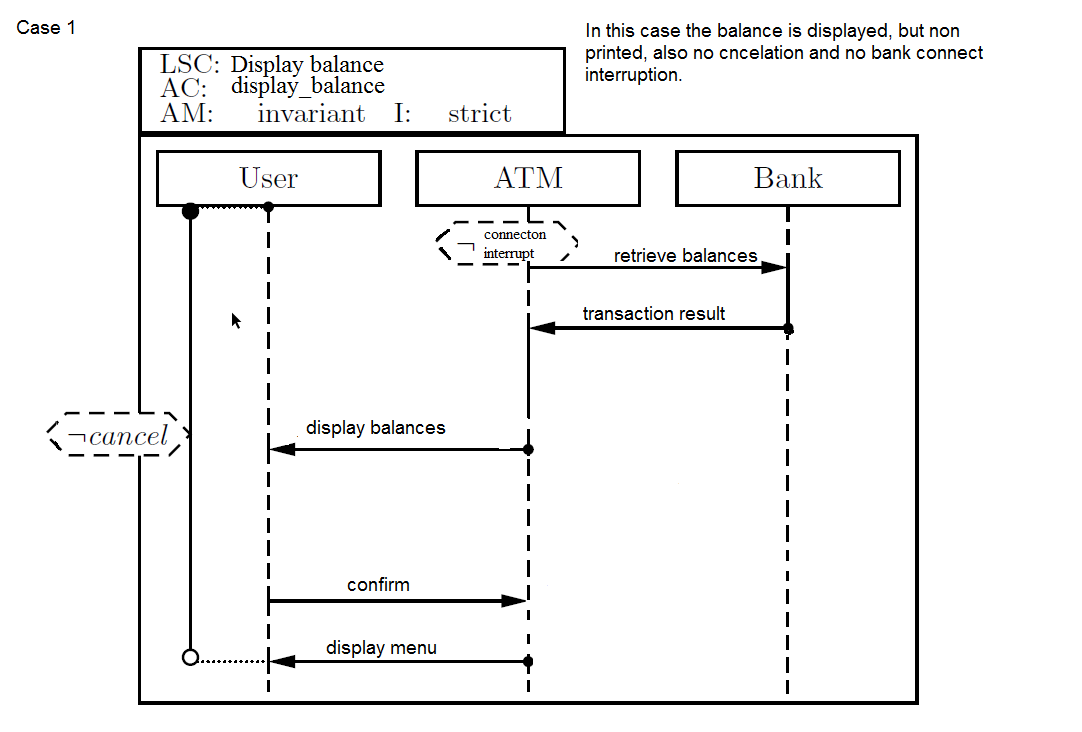 Case 1
In this case the balance is displayed, but non
printed, also no cncelation and no bank connect
interruption.
LSC: Display balance
AC: display_balance
AM: invariant I: strict
User
ATM
Bank
¬ connecton
interrupt
retrieve balances
transaction result
¬cancel
display balances
confirm
display menu